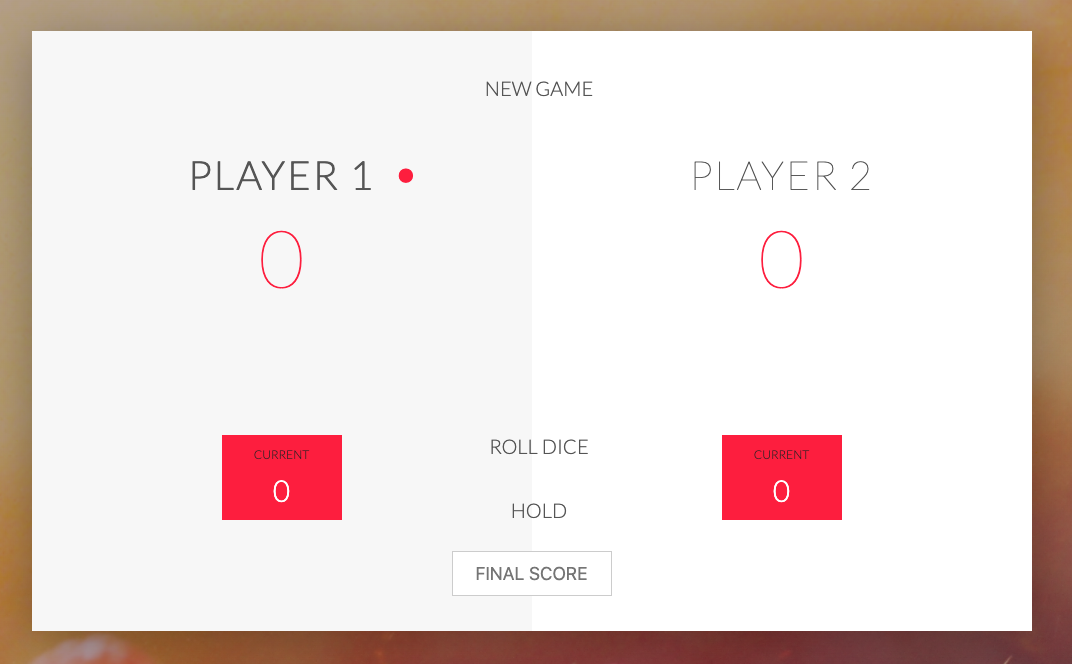 NEW GAME
PLAYER 1
0
PLAYER 2
0
CURRENT
0
ROLL DICE
HOLD
FINAL SCORE
CURRENT
0